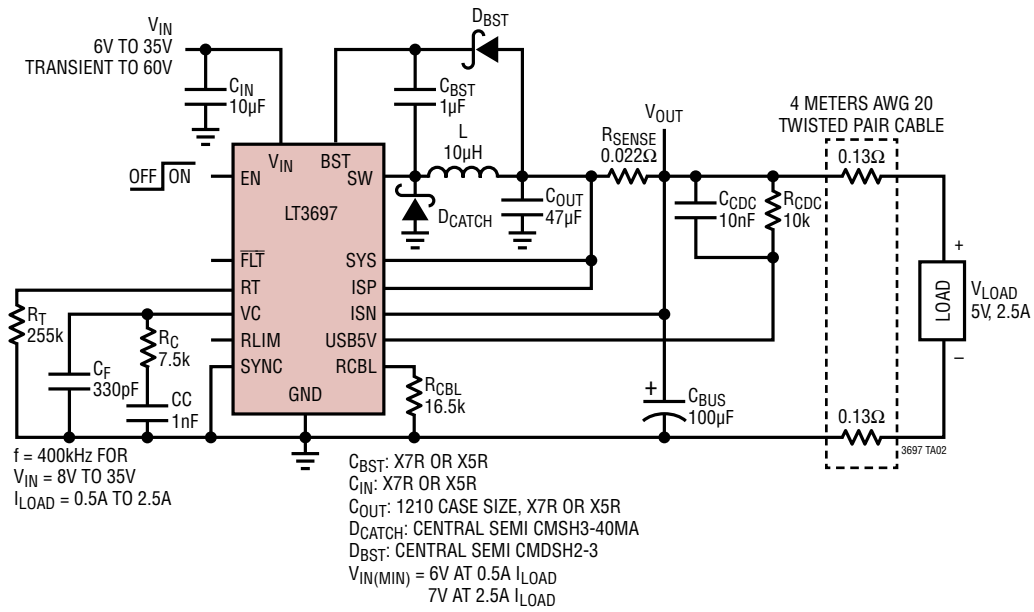 V_IN
6V TO 35V
TRANSIENT TO 60V
C_IN
10µF
D_BST
C_BST
1µF
L
10µH
R_SENSE
0.022Ω
V_OUT
4 METERS AWG 20
TWISTED PAIR CABLE
0.13Ω
OFF ON
V_IN
BST
EN
SW
LT3697
D_CATCH
C_OUT
47µF
C_CDC
10nF
R_CDC
10k
FLT
SYS
RT
ISP
VC
ISN
RLIM
USB5V
SYNC
RCBL
GND
+
LOAD
V_LOAD
5V, 2.5A
–
R_T
255k
C_F
330pF
R_C
7.5k
CC
1nF
R_CBL
16.5k
+
C_BUS
100µF
0.13Ω
3697 TA02
f = 400kHz FOR
V_IN = 8V TO 35V
I_LOAD = 0.5A TO 2.5A
C_BST: X7R OR X5R
C_IN: X7R OR X5R
C_OUT: 1210 CASE SIZE, X7R OR X5R
D_CATCH: CENTRAL SEMI CMSH3-40MA
D_BST: CENTRAL SEMI CMDSH2-3
V_IN(MIN) = 6V AT 0.5A I_LOAD
7V AT 2.5A I_LOAD